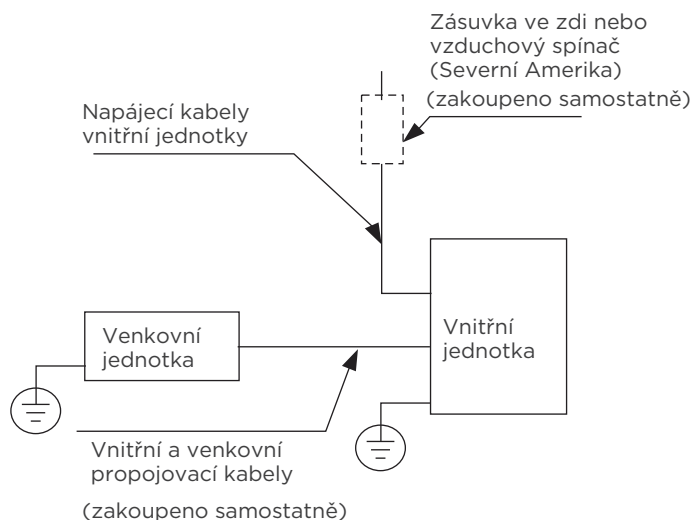 Zásuvka ve zdi nebo
vzduchový spínač
(Severní Amerika)
(zakoupeno samostatně)
Napájecí kabely
vnitřní jednotky
Venkovní
jednotka
Vnitřní
jednotka
Vnitřní a venkovní
propojovací kabely
(zakoupeno samostatně)